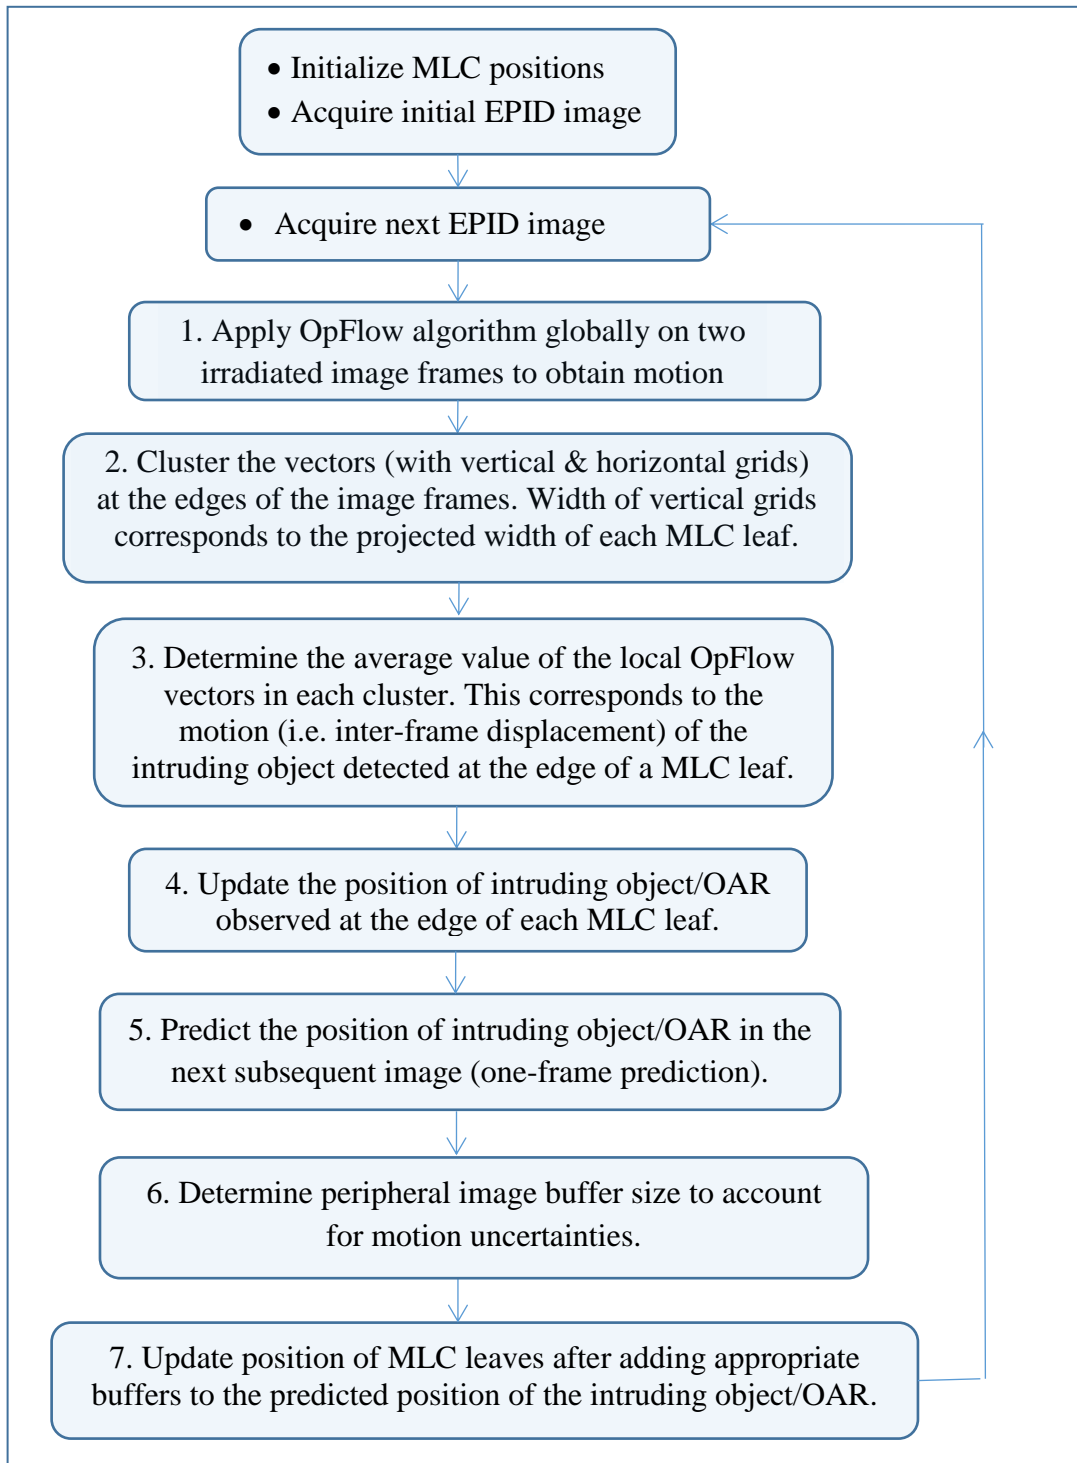 • Initialize MLC positions
• Acquire initial EPID image
• Acquire next EPID image
1. Apply OpFlow algorithm globally on two
irradiated image frames to obtain motion
2. Cluster the vectors (with vertical & horizontal grids)
at the edges of the image frames. Width of vertical grids
corresponds to the projected width of each MLC leaf.
3. Determine the average value of the local OpFlow
vectors in each cluster. This corresponds to the
motion (i.e. inter-frame displacement) of the
intruding object detected at the edge of a MLC leaf.
4. Update the position of intruding object/OAR
observed at the edge of each MLC leaf.
5. Predict the position of intruding object/OAR in the
next subsequent image (one-frame prediction).
6. Determine peripheral image buffer size to account
for motion uncertainties.
7. Update position of MLC leaves after adding appropriate
buffers to the predicted position of the intruding object/OAR.